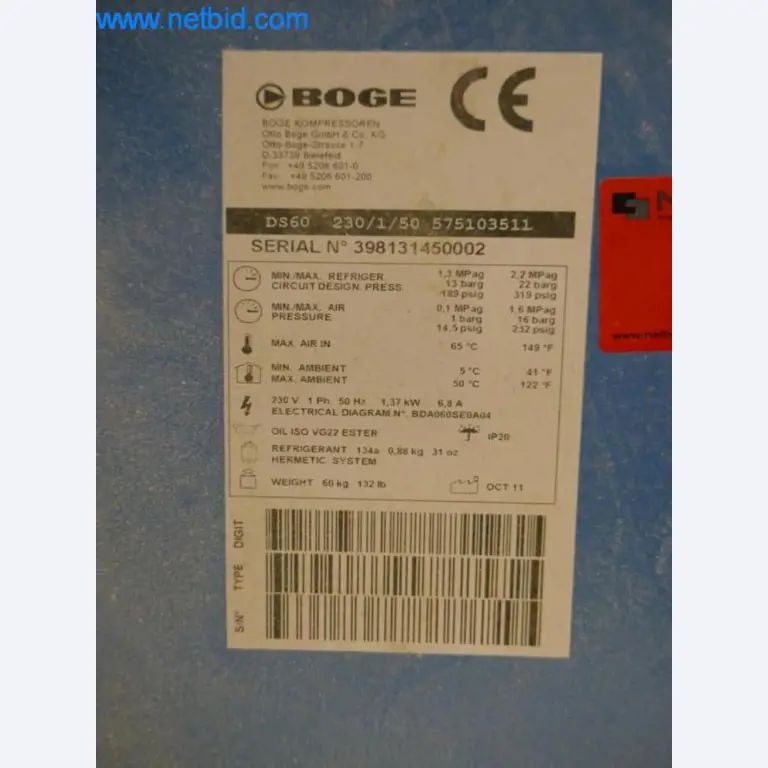 www.netbid.com
BOGE CE
BOGE KOMPRESSOREN
Otto Boge GmbH & Co. KG
Otto-Boge-Strasse 1-7
D-33739 Bielefeld
Fon: +49 5206 601-0
Fax: +49 5206 601-200
www.boge.com
DS60 230/1/50 575103511
SERIAL N° 398131450002
MIN./MAX. REFRIGER. 1,3 MPag 2,2 MPag
CIRCUIT DESIGN. PRESS. 13 barg 22 barg
189 psig 319 psig
MIN./MAX. AIR 0,1 MPag 1,6 MPag
PRESSURE 1 barg 16 barg
14,5 psig 232 psig
MAX. AIR IN 65 °C 149 °F
MIN. AMBIENT 5 °C 41 °F
MAX. AMBIENT 50 °C 122 °F
230 V 1 Ph 50 Hz 1,37 kW 6,8 A
ELECTRICAL DIAGRAM N°. BDA060SE0A04
OIL ISO VG22 ESTER IP20
REFRIGERANT 134a 0,88 kg 31 oz
HERMETIC SYSTEM
WEIGHT 60 kg 132 lb OCT 11
DIGIT
TYPE
S/N°